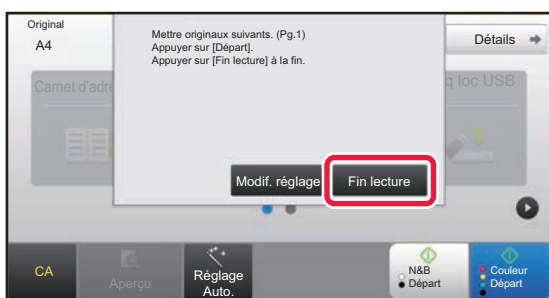 Original
A4
Mettre originaux suivants. (Pg.1)
Appuyer sur [Départ].
Appuyer sur [Fin lecture] à la fin.
Détails
Carnet d'adre
q loc USB
Modif. réglage
Fin lecture
CA
Aperçu
Réglage
Auto.
N&B
Départ
Couleur
Départ